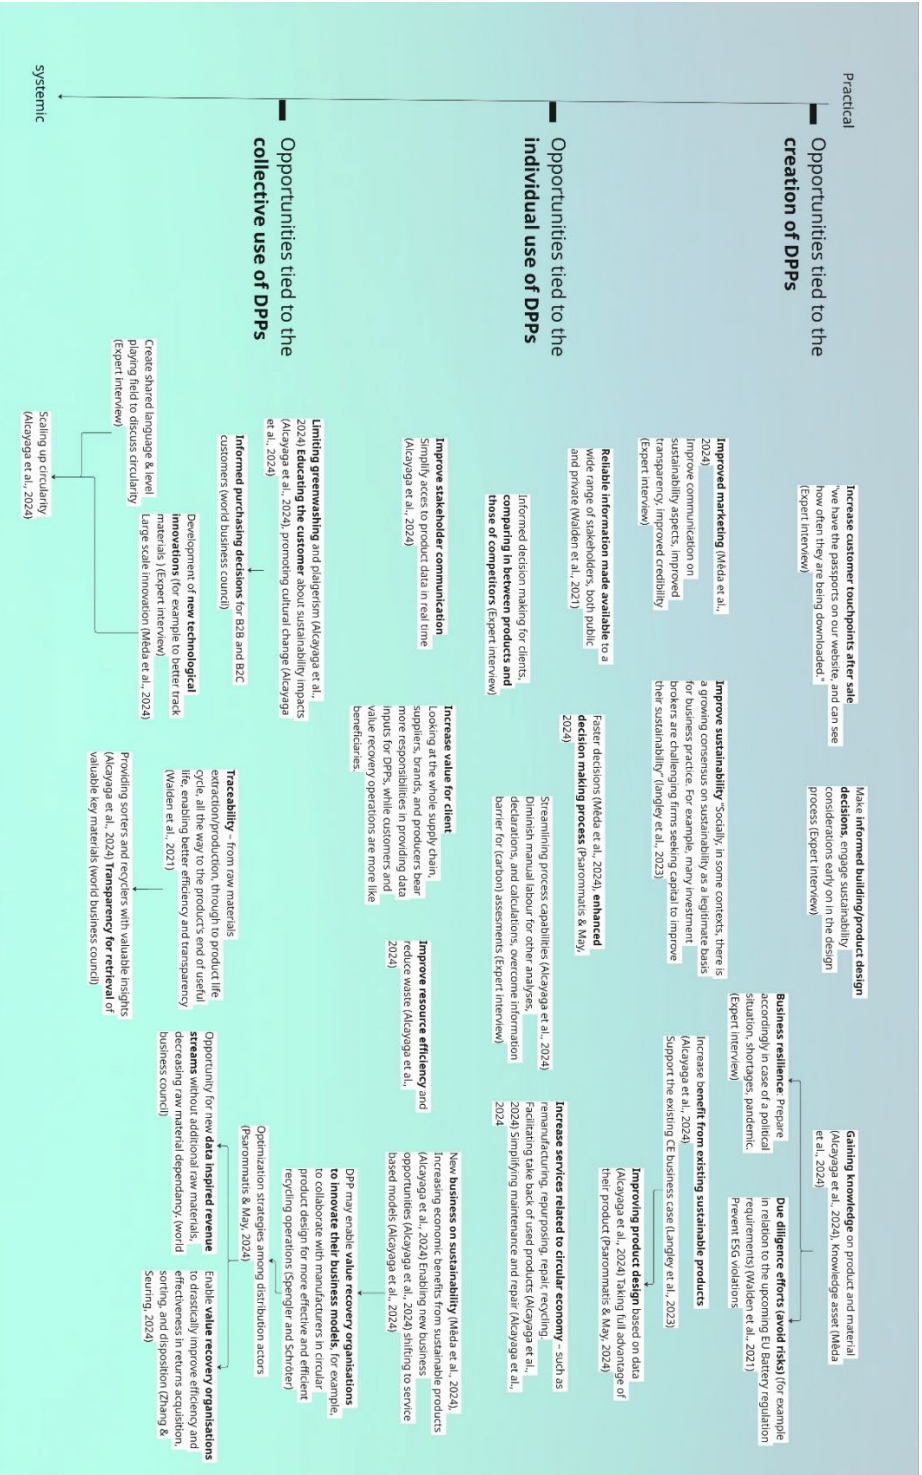 Practical
Opportunities tied to the
creation of DPPs
Increase customer touchpoints after sale
"we have the passports on our website, and can see
how often they are being downloaded."
(Expert interview)
Make informed building/product design
decisions, engage sustainability
considerations early on in the design
process (Expert interview)
Gaining knowledge on product and material
(Alcayaga et al., 2024), Knowledge asset (Mêda
et al., 2024)
Business resilience: Prepare
accordingly in case of a political
situation, shortages, pandemic.
(Expert interview)
Due diligence efforts (avoid risks) (for example
in relation to the upcoming EU Battery regulation
requirements) (Walden et al., 2021)
Prevent ESG violations
Improved marketing (Mêda et al.,
2024)
Improve communication on
sustainability aspects, improved
transparency, improved credibility
(Expert interview)
Improve sustainability "Socially, in some contexts, there is
a growing consensus on sustainability as a legitimate basis
for business practice. For example, many investment
brokers are challenging firms seeking capital to improve
their sustainability" (langley et al., 2023)
Increase benefit from existing sustainable products
(Alcayaga et al., 2024)
Support the existing CE business case (Langley et al., 2023)
Improving product design based on data
(Alcayaga et al., 2024) Taking full advantage of
their product (Psarommatis & May, 2024)
Opportunities tied to the
individual use of DPPs
Reliable information made available to a
wide range of stakeholders, both public
and private (Walden et al., 2021)
Faster decisions (Mêda et al., 2024), enhanced
decision making process (Psarommatis & May,
2024)
Informed decision making for clients,
comparing in between products and
those of competitors (Expert interview)
Streamlining process capabilities (Alcayaga et al., 2024)
Diminish manual labour for other analyses,
declarations, and calculations, overcome information
barrier for (carbon) assesments (Expert interview)
Increase services related to circular economy – such as
remanufacturing, repurposing, repair, recycling,
Facilitating take back of used products (Alcayaga et al.,
2024) Simplifying maintenance and repair (Alcayaga et al.,
2024
Improve stakeholder communication
Simplify acces to product data in real time
(Alcayaga et al., 2024)
Increase value for client
Looking at the whole supply chain,
suppliers, brands, and producers bear
more responsibilities in providing data
inputs for DPPs, while customers and
value recovery operations are more like
beneficiaries.
Improve resource efficiency and
reduce waste (Alcayaga et al.,
2024)
New business on sustainability (Mêda et al., 2024),
Increasing economic benefits from sustainable products
(Alcayaga et al., 2024) Enabling new business
opportunities (Alcayaga et al., 2024) shifting to service
based models (Alcayaga et al., 2024)
DPP may enable value recovery organisations
to innovate their business models, for example,
to collaborate with manufacturers in circular
product design for more effective and efficient
recycling operations (Spengler and Schröter)
Opportunities tied to the
collective use of DPPs
Limiting greenwashing and plaigerism (Alcayaga et al.,
2024) Educating the customer about sustainability impacts
(Alcayaga et al., 2024), promoting cultural change (Alcayaga
et al., 2024)
Informed purchasing decisions for B2B and B2C
customers (world business council)
Optimization strategies among distribution actors
(Psarommatis & May, 2024)
Traceability – from raw materials
extraction/production, through to product life
cycle, all the way to the product's end of useful
life, enabling better efficiency and transparency
(Walden et al., 2021)
Opportunity for new data inspired revenue
streams without additional raw materials,
decreasing raw material dependancy, (world
business council)
Enable value recovery organisations
to drastically improve efficiency and
effectiveness in returns acquisition,
sorting, and disposition (Zhang &
Seuring, 2024)
Development of new technological
innovations (for example to better track
materials ) (Expert interview)
Large scale innovation (Mêda et al., 2024)
Create shared language & level
playing field to discuss circularity
(Expert interview)
Providing sorters and recyclers with valuable insights
(Alcayaga et al., 2024) Transparency for retrieval of
valuable key materials (world business council)
Scaling up circularity
(Alcayaga et al., 2024)
systemic